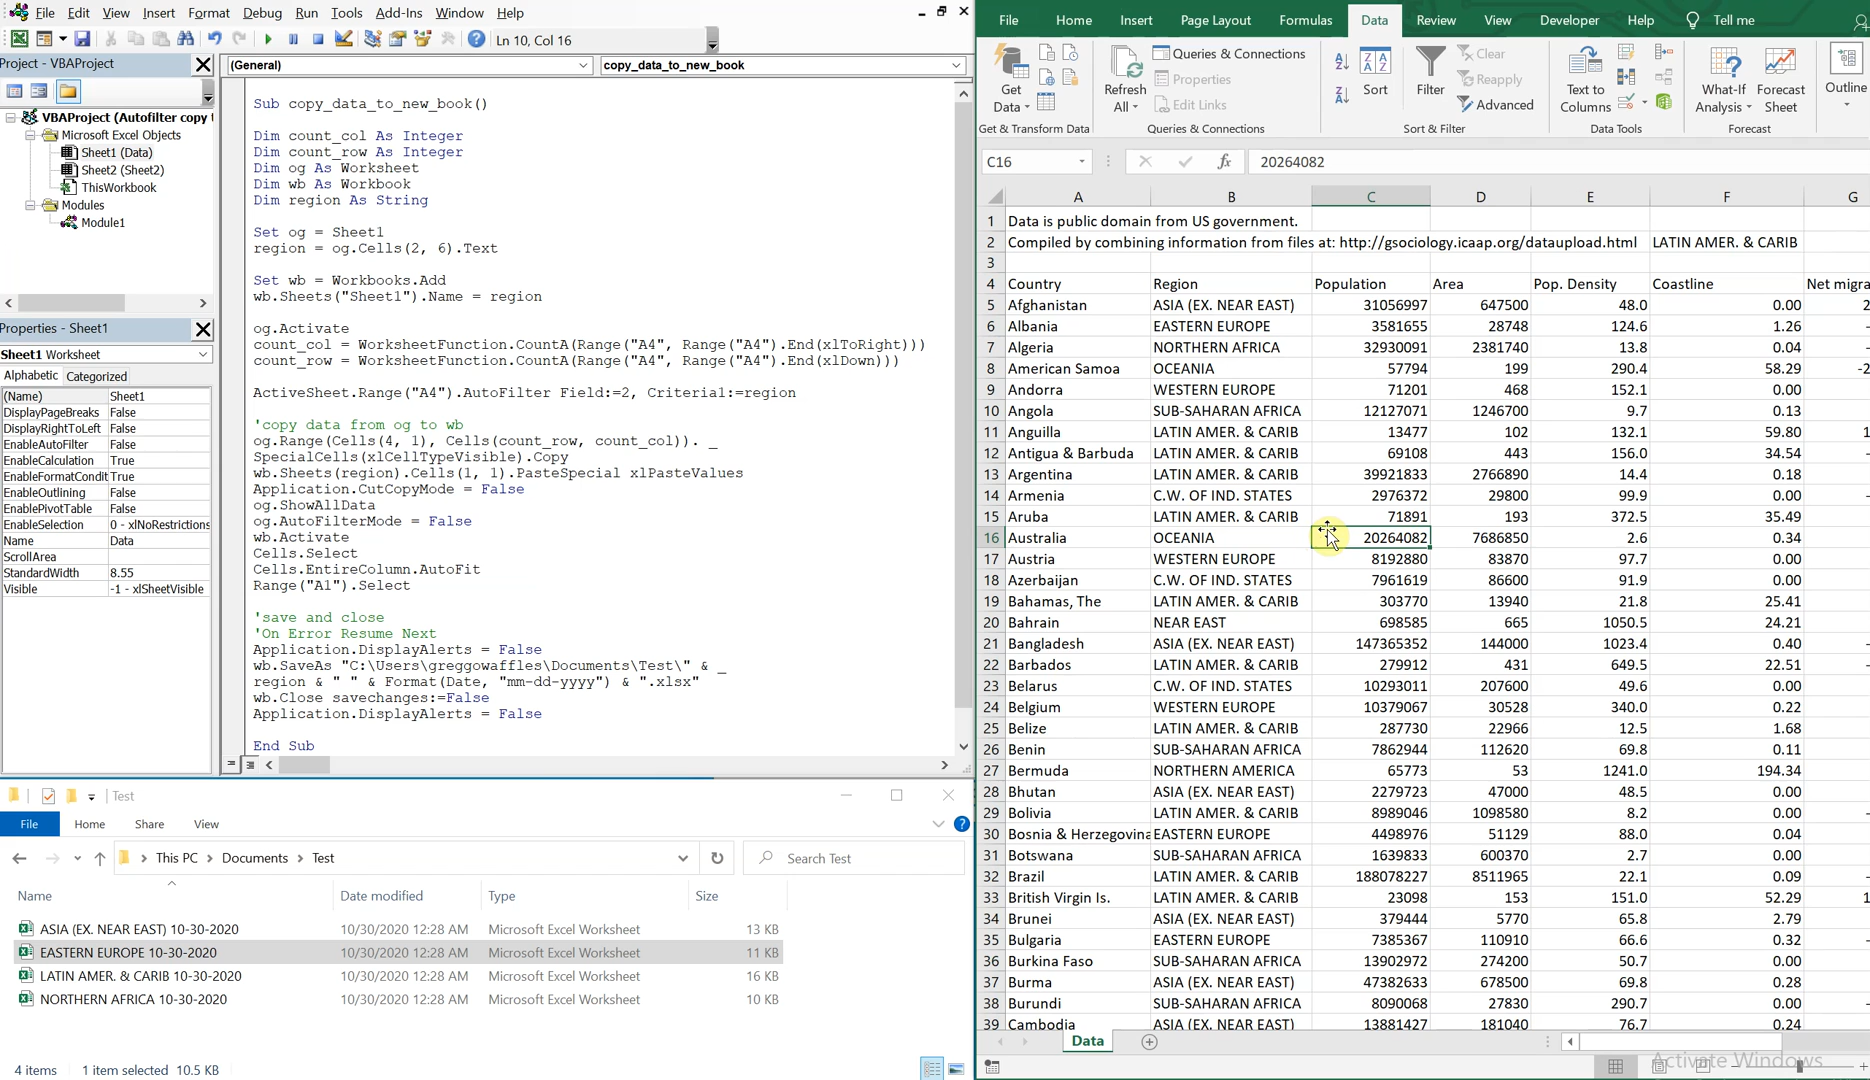 File Edit View Insert Format Debug Run Tools Add-Ins Window Help
Ln 10, Col 16
Project - VBAProject
VBAProject (Autofilter copy t
Microsoft Excel Objects
Sheet1 (Data)
Sheet2 (Sheet2)
ThisWorkbook
Modules
Module1
Properties - Sheet1
Sheet1 Worksheet
Alphabetic Categorized
(Name) Sheet1
DisplayPageBreaks False
DisplayRightToLeft False
EnableAutoFilter False
EnableCalculation True
EnableFormatCondit True
EnableOutlining False
EnablePivotTable False
EnableSelection 0 - xlNoRestrictions
Name Data
ScrollArea
StandardWidth 8.55
Visible -1 - xlSheetVisible
(General) copy_data_to_new_book
Sub copy_data_to_new_book()
Dim count_col As Integer
Dim count_row As Integer
Dim og As Worksheet
Dim wb As Workbook
Dim region As String
Set og = Sheet1
region = og.Cells(2, 6).Text
Set wb = Workbooks.Add
wb.Sheets("Sheet1").Name = region
og.Activate
count_col = WorksheetFunction.CountA(Range("A4", Range("A4").End(xlToRight)))
count_row = WorksheetFunction.CountA(Range("A4", Range("A4").End(xlDown)))
ActiveSheet.Range("A4").AutoFilter Field:=2, Criteria1:=region
'copy data from og to wb
og.Range(Cells(4, 1), Cells(count_row, count_col)). _
SpecialCells(xlCellTypeVisible).Copy
wb.Sheets(region).Cells(1, 1).PasteSpecial xlPasteValues
Application.CutCopyMode = False
og.ShowAllData
og.AutoFilterMode = False
wb.Activate
Cells.Select
Cells.EntireColumn.AutoFit
Range("A1").Select
'save and close
'On Error Resume Next
Application.DisplayAlerts = False
wb.SaveAs "C:\Users\greggowaffles\Documents\Test\" & _
region & " " & Format(Date, "mm-dd-yyyy") & ".xlsx"
wb.Close savechanges:=False
Application.DisplayAlerts = False
End Sub
Test
File Home Share View
This PC > Documents > Test
Search Test
Name Date modified Type Size
ASIA (EX. NEAR EAST) 10-30-2020 10/30/2020 12:28 AM Microsoft Excel Worksheet 13 KB
EASTERN EUROPE 10-30-2020 10/30/2020 12:28 AM Microsoft Excel Worksheet 11 KB
LATIN AMER. & CARIB 10-30-2020 10/30/2020 12:28 AM Microsoft Excel Worksheet 16 KB
NORTHERN AFRICA 10-30-2020 10/30/2020 12:28 AM Microsoft Excel Worksheet 10 KB
4 items 1 item selected 10.5 KB
File Home Insert Page Layout Formulas Data Review View Developer Help Tell me
Get Data
Refresh All
Queries & Connections
Properties
Edit Links
Sort
Filter
Clear
Reapply
Advanced
Text to Columns
What-If Analysis
Forecast Sheet
Outline
Get & Transform Data Queries & Connections Sort & Filter Data Tools Forecast
C16 fx 20264082
A B C D E F G
1 Data is public domain from US government.
2 Compiled by combining information from files at: http://gsociology.icaap.org/dataupload.html LATIN AMER. & CARIB
3
4 Country Region Population Area Pop. Density Coastline Net migra
5 Afghanistan ASIA (EX. NEAR EAST) 31056997 647500 48.0 0.00 2
6 Albania EASTERN EUROPE 3581655 28748 124.6 1.26 -
7 Algeria NORTHERN AFRICA 32930091 2381740 13.8 0.04 -
8 American Samoa OCEANIA 57794 199 290.4 58.29 -2
9 Andorra WESTERN EUROPE 71201 468 152.1 0.00
10 Angola SUB-SAHARAN AFRICA 12127071 1246700 9.7 0.13
11 Anguilla LATIN AMER. & CARIB 13477 102 132.1 59.80 1
12 Antigua & Barbuda LATIN AMER. & CARIB 69108 443 156.0 34.54 -
13 Argentina LATIN AMER. & CARIB 39921833 2766890 14.4 0.18
14 Armenia C.W. OF IND. STATES 2976372 29800 99.9 0.00 -
15 Aruba LATIN AMER. & CARIB 71891 193 372.5 35.49
16 Australia OCEANIA 20264082 7686850 2.6 0.34
17 Austria WESTERN EUROPE 8192880 83870 97.7 0.00
18 Azerbaijan C.W. OF IND. STATES 7961619 86600 91.9 0.00
19 Bahamas, The LATIN AMER. & CARIB 303770 13940 21.8 25.41
20 Bahrain NEAR EAST 698585 665 1050.5 24.21
21 Bangladesh ASIA (EX. NEAR EAST) 147365352 144000 1023.4 0.40 -
22 Barbados LATIN AMER. & CARIB 279912 431 649.5 22.51 -
23 Belarus C.W. OF IND. STATES 10293011 207600 49.6 0.00
24 Belgium WESTERN EUROPE 10379067 30528 340.0 0.22
25 Belize LATIN AMER. & CARIB 287730 22966 12.5 1.68
26 Benin SUB-SAHARAN AFRICA 7862944 112620 69.8 0.11
27 Bermuda NORTHERN AMERICA 65773 53 1241.0 194.34
28 Bhutan ASIA (EX. NEAR EAST) 2279723 47000 48.5 0.00
29 Bolivia LATIN AMER. & CARIB 8989046 1098580 8.2 0.00 -
30 Bosnia & Herzegovina EASTERN EUROPE 4498976 51129 88.0 0.04
31 Botswana SUB-SAHARAN AFRICA 1639833 600370 2.7 0.00
32 Brazil LATIN AMER. & CARIB 188078227 8511965 22.1 0.09 -
33 British Virgin Is. LATIN AMER. & CARIB 23098 153 151.0 52.29 1
34 Brunei ASIA (EX. NEAR EAST) 379444 5770 65.8 2.79
35 Bulgaria EASTERN EUROPE 7385367 110910 66.6 0.32 -
36 Burkina Faso SUB-SAHARAN AFRICA 13902972 274200 50.7 0.00
37 Burma ASIA (EX. NEAR EAST) 47382633 678500 69.8 0.28 -
38 Burundi SUB-SAHARAN AFRICA 8090068 27830 290.7 0.00 -
39 Cambodia ASIA (EX. NEAR EAST) 13881427 181040 76.7 0.24
Data
Activate Windows